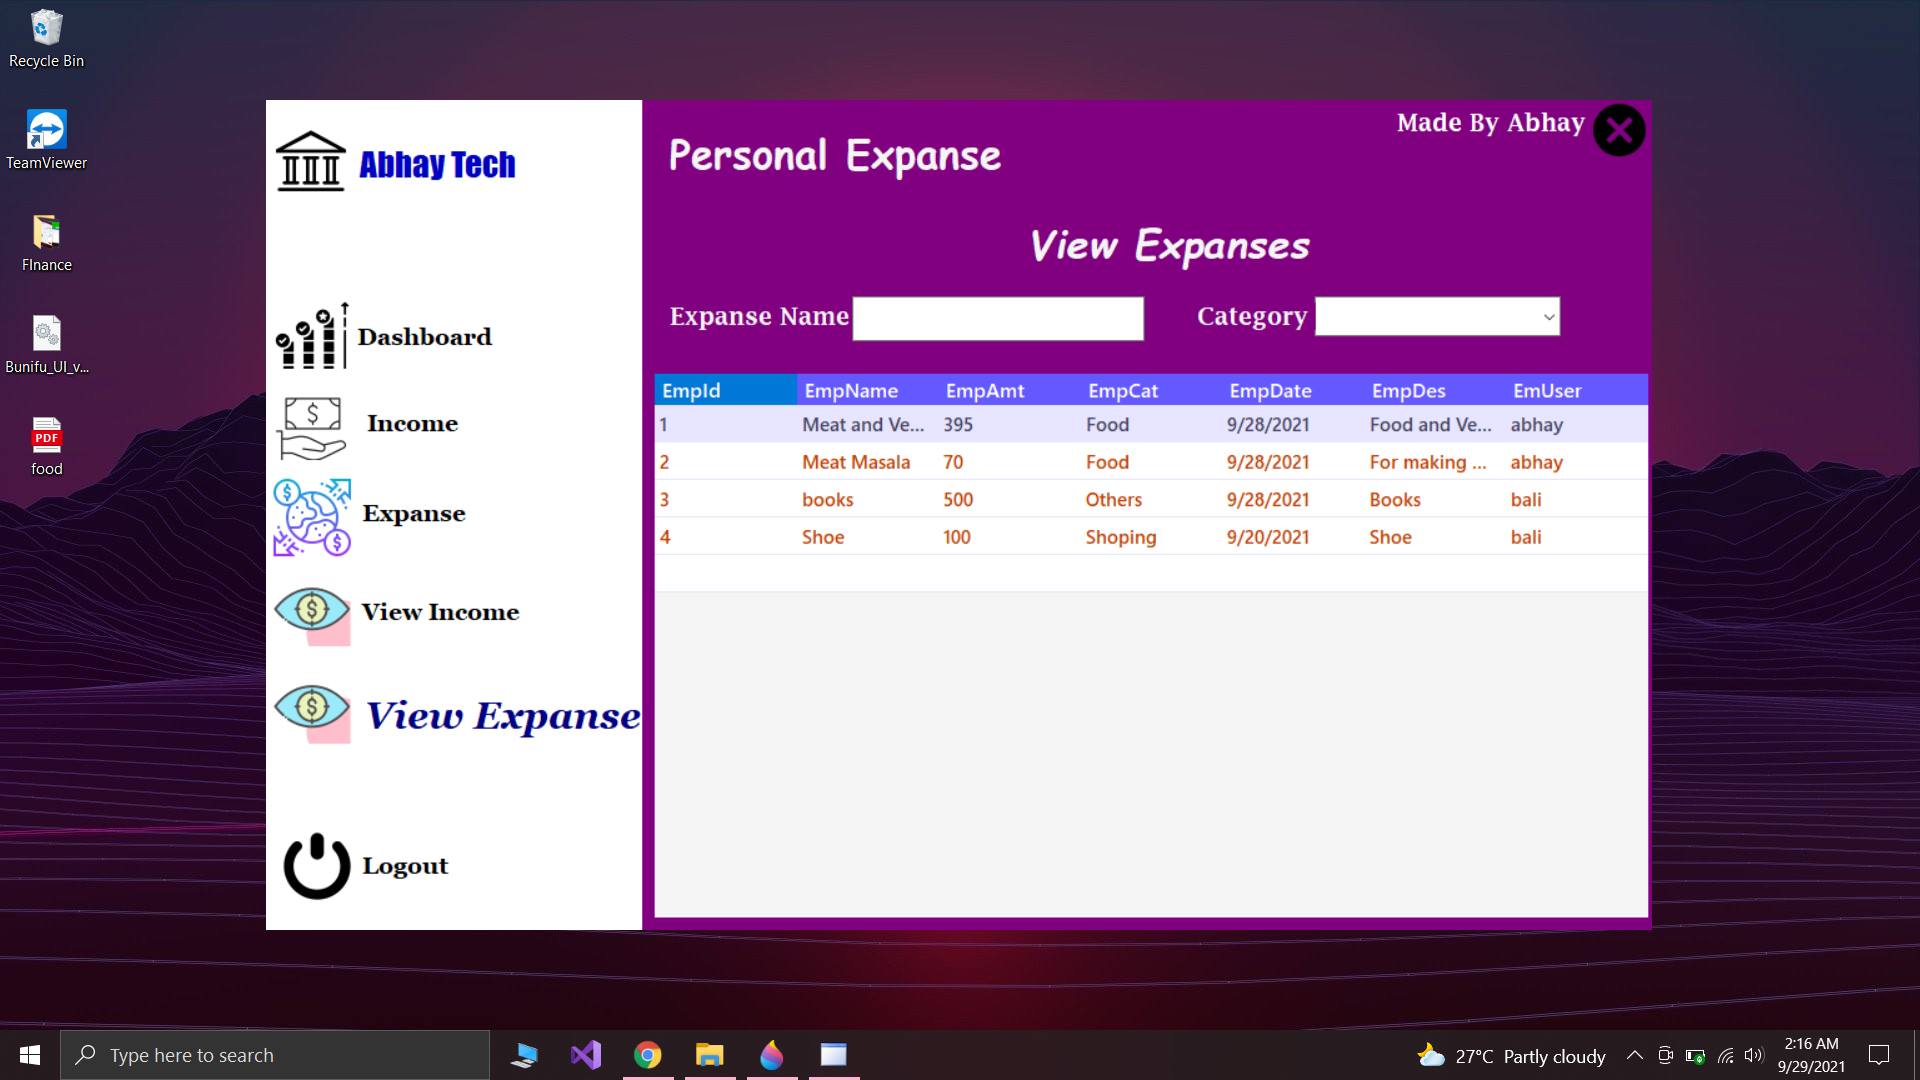 Recycle Bin
TeamViewer
FInance
Bunifu_UI_v...
PDF
food
Abhay Tech
Dashboard
$
Income
$
$
Expanse
$
View Income
$
View Expanse
Logout
Made By Abhay
Personal Expanse
View Expanses
Expanse Name
Category
EmpId EmpName EmpAmt EmpCat EmpDate EmpDes EmUser
1 Meat and Ve... 395 Food 9/28/2021 Food and Ve... abhay
2 Meat Masala 70 Food 9/28/2021 For making ... abhay
3 books 500 Others 9/28/2021 Books bali
4 Shoe 100 Shoping 9/20/2021 Shoe bali
Type here to search
27°C Partly cloudy
2:16 AM
9/29/2021